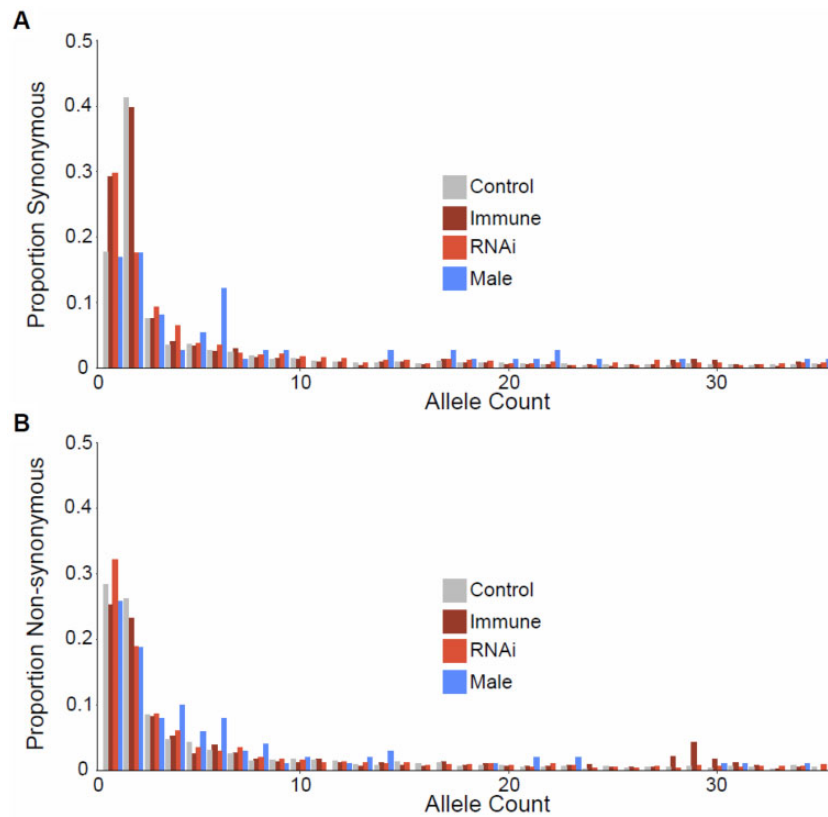 A
0.5
0.4
0.3
0.2
0.1
0
Proportion Synonymous
Control
Immune
RNAi
Male
0
10
20
30
Allele Count
B
0.5
0.4
0.3
0.2
0.1
0
Proportion Non-synonymous
Control
Immune
RNAi
Male
0
10
20
30
Allele Count